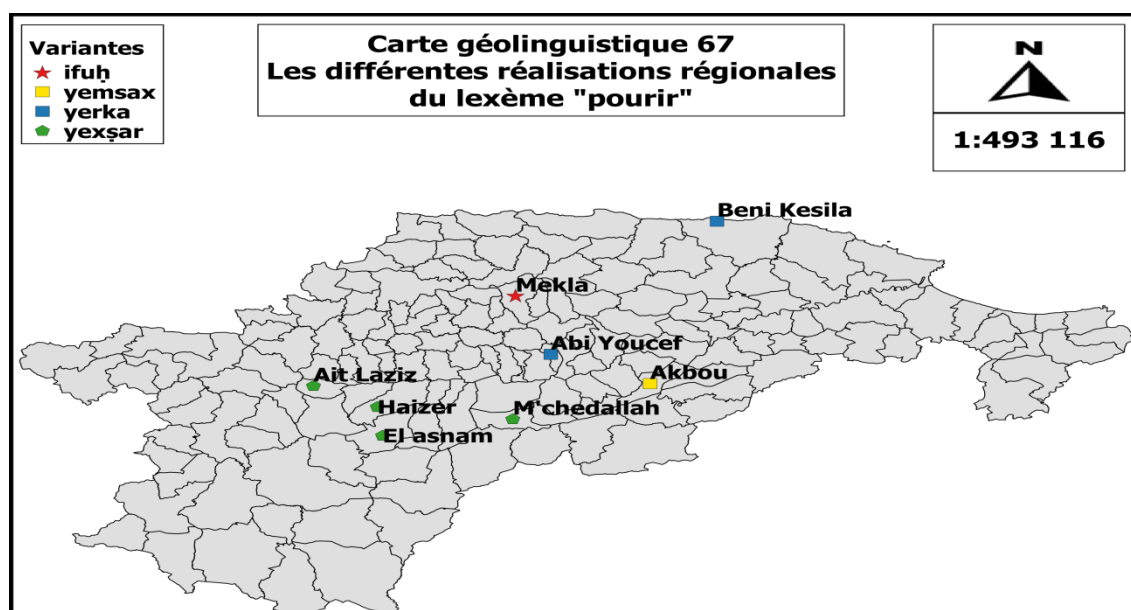 Variantes
ifuḥ
yemsax
yerka
yexṣar
Carte géolinguistique 67
Les différentes réalisations régionales
du lexème "pourir"
N
1:493 116
Beni Kesila
Mekla
Abi Youcef
Akbou
Ait Laziz
Haizer
M'chedallah
El asnam